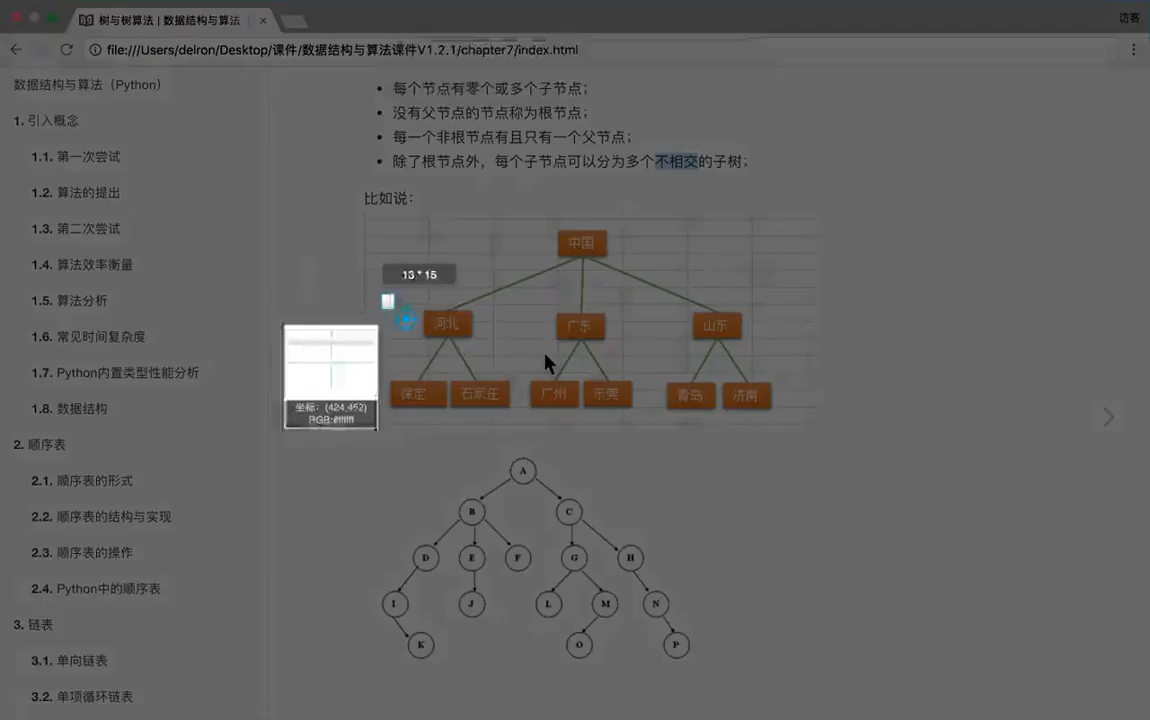 树与树算法 | 数据结构与算法
访客
file:///Users/delron/Desktop/课件/数据结构与算法课件V1.2.1/chapter7/index.html
数据结构与算法（Python）
1. 引入概念
1.1. 第一次尝试
1.2. 算法的提出
1.3. 第二次尝试
1.4. 算法效率衡量
1.5. 算法分析
1.6. 常见时间复杂度
1.7. Python内置类型性能分析
1.8. 数据结构
2. 顺序表
2.1. 顺序表的形式
2.2. 顺序表的结构与实现
2.3. 顺序表的操作
2.4. Python中的顺序表
3. 链表
3.1. 单向链表
3.2. 单项循环链表
每个节点有零个或多个子节点；
没有父节点的节点称为根节点；
每一个非根节点有且只有一个父节点；
除了根节点外，每个子节点可以分为多个不相交的子树；
比如说：
中国
13 * 15
河北 广东 山东
保定 石家庄 广州 东莞 青岛 济南
坐标： (424,452)
RGB:#ffffff
A
B C
D E F G H
I J L M N
K O P